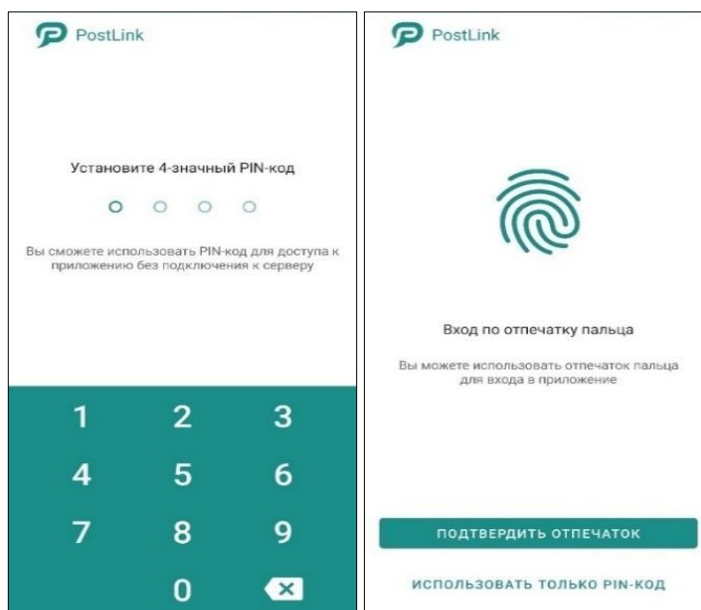 PostLink
Установите 4-значный PIN-код
Вы сможете использовать PIN-код для доступа к
приложению без подключения к серверу
1 2 3
4 5 6
7 8 9
0
PostLink
Вход по отпечатку пальца
Вы можете использовать отпечаток пальца
для входа в приложение
ПОДТВЕРДИТЬ ОТПЕЧАТОК
ИСПОЛЬЗОВАТЬ ТОЛЬКО PIN-КОД